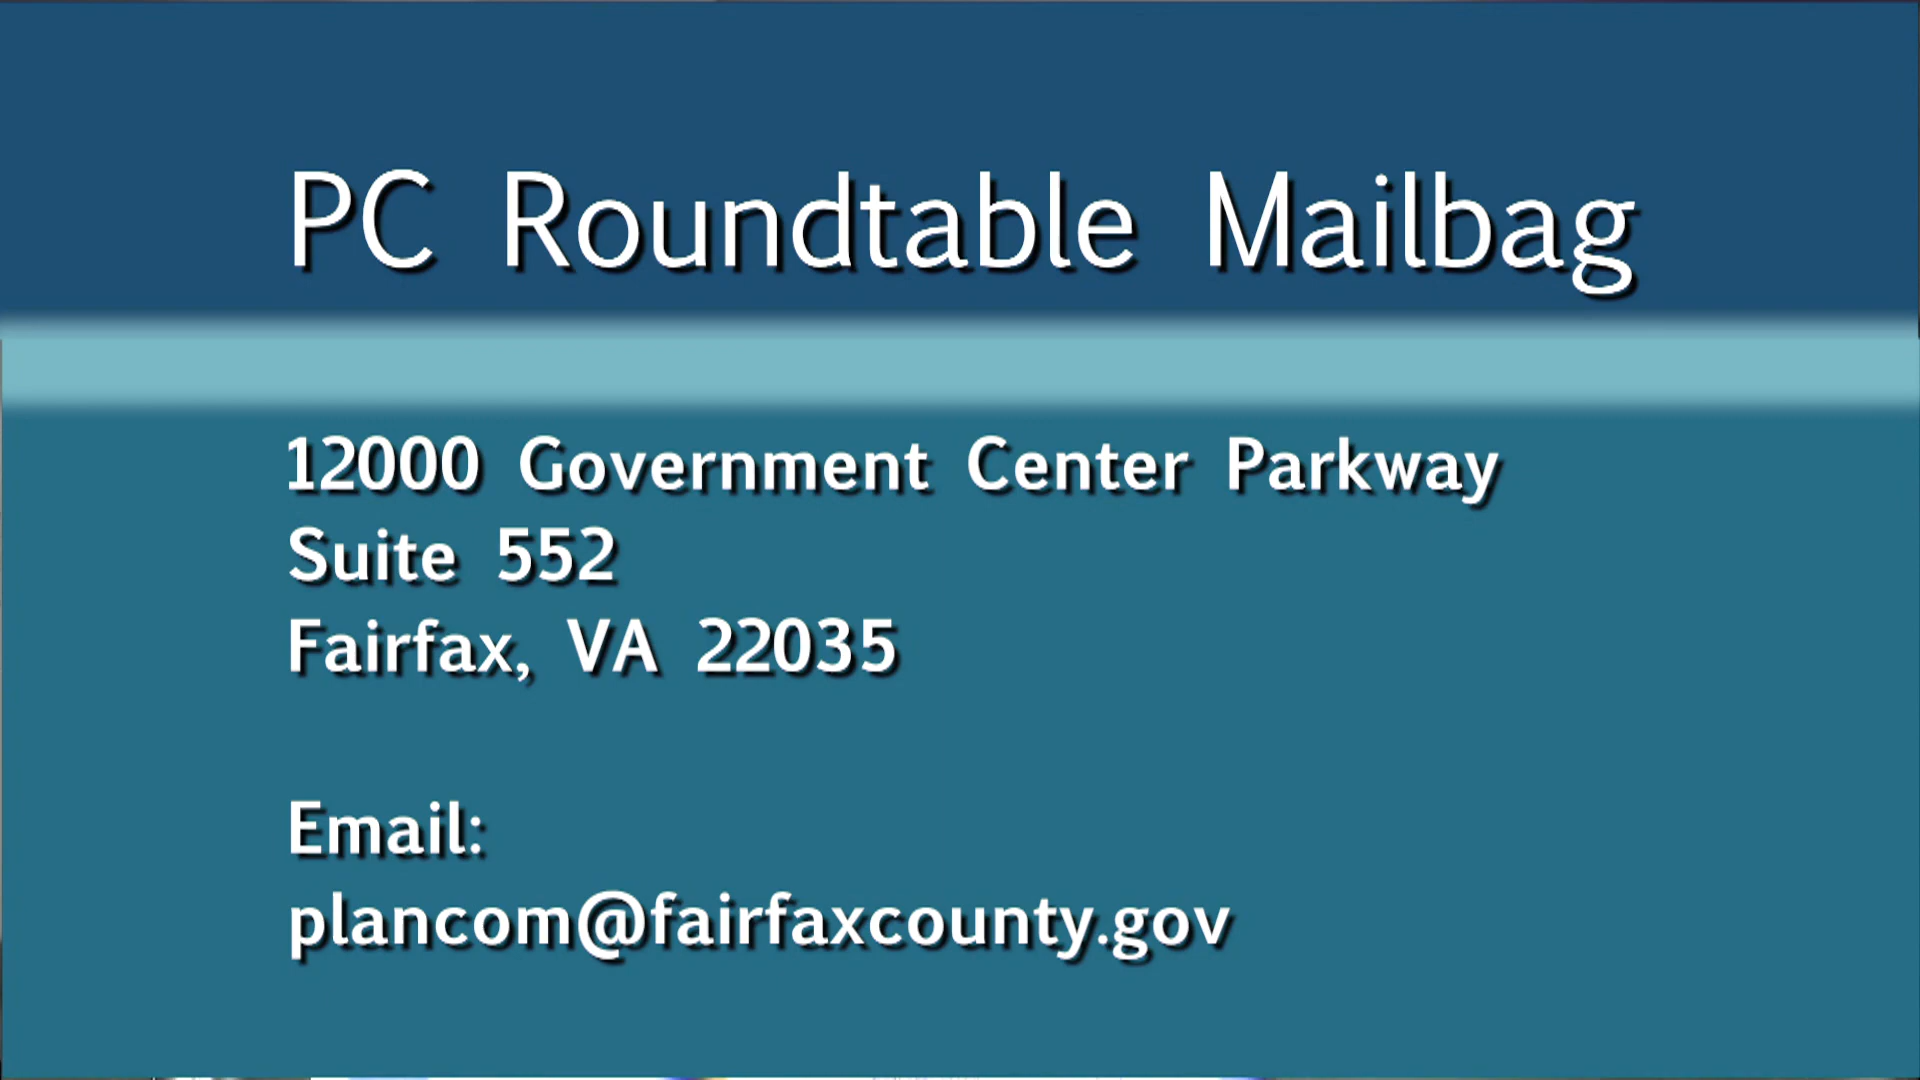 PC Roundtable Mailbag
12000 Government Center Parkway
Suite 552
Fairfax, VA 22035
Email:
plancom@fairfaxcounty.gov